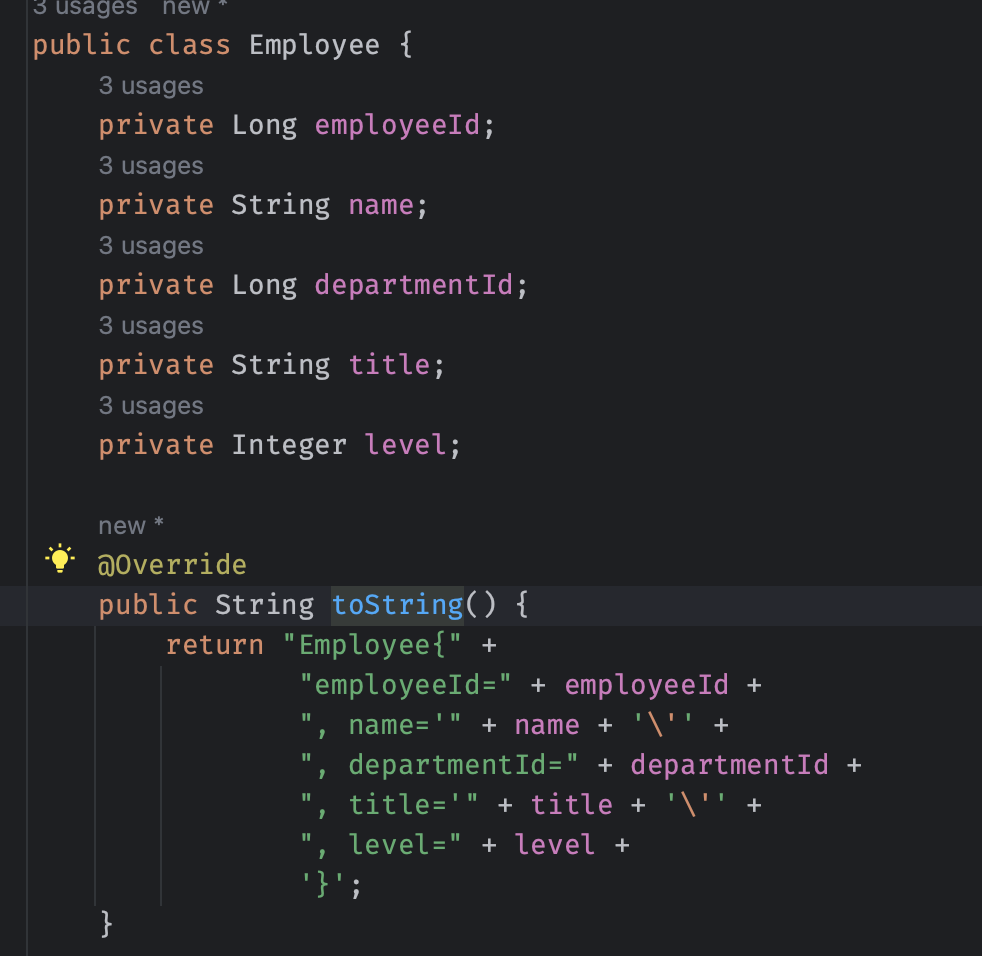 3 usages   new *
public class Employee {
    3 usages
    private Long employeeId;
    3 usages
    private String name;
    3 usages
    private Long departmentId;
    3 usages
    private String title;
    3 usages
    private Integer level;
    new *
    @Override
    public String toString() {
        return "Employee{" +
                "employeeId=" + employeeId +
                ", name='" + name + '\'' +
                ", departmentId=" + departmentId +
                ", title='" + title + '\'' +
                ", level=" + level +
                '}';
    }